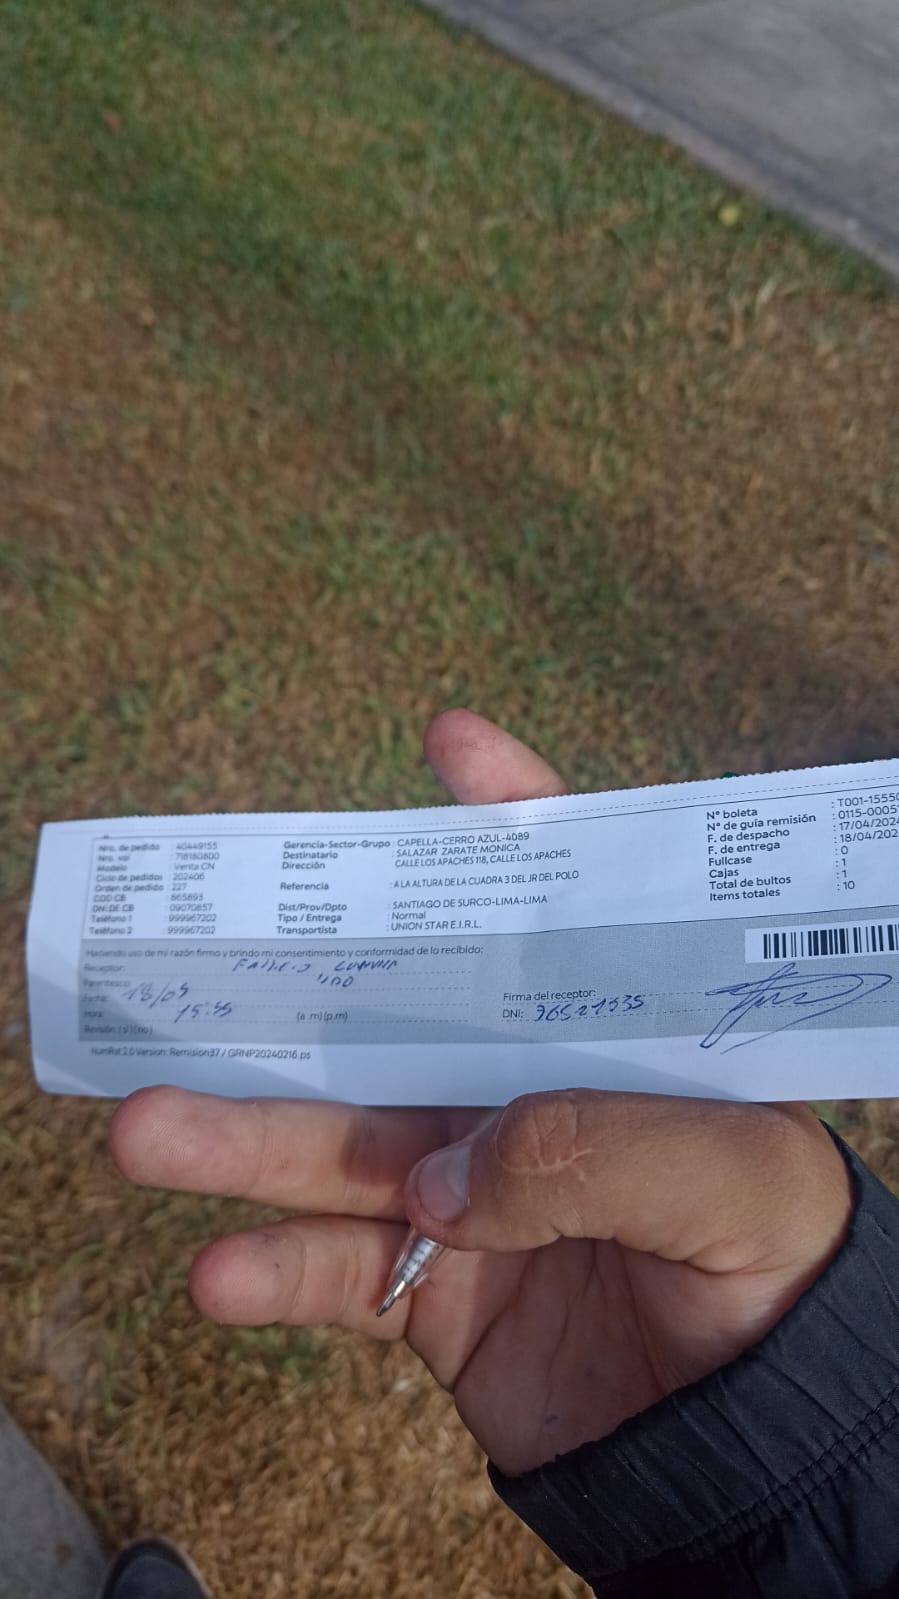 Nro. de pedido : 40449155
Nro. sol : 718180800
Modelo : Venta CN
Ciclo de pedidos : 202406
Orden de pedido : 227
COD CB : 865893
DNI DE CB : 09070857
Teléfono 1 : 999967202
Teléfono 2 : 999967202
Gerencia-Sector-Grupo : CAPELLA-CERRO AZUL-4089
Destinatario : SALAZAR ZARATE MONICA
Dirección CALLE LOS APACHES 118, CALLE LOS APACHES
Referencia : A LA ALTURA DE LA CUADRA 3 DEL JR DEL POLO
Dist/Prov/Dpto : SANTIAGO DE SURCO-LIMA-LIMA
Tipo / Entrega : Normal
Transportista : UNION STAR E.I.R.L.
N° boleta : T001-1555
N° de guía remisión : 0115-0005
F. de despacho : 17/04/202
F. de entrega : 18/04/202
Fullcase : 0
Cajas : 1
Total de bultos : 1
Items totales : 10
Haciendo uso de mi razón firmo y brindo mi consentimiento y conformidad de lo recibido:
Receptor:
Parentesco:
Fecha: 18/04
Hora: (a.m)(p.m)
Revisión (si)(no)
Firma del receptor:
DNI:
NumRot 2.0 Version: Remision37 / GRNP20240216.ps